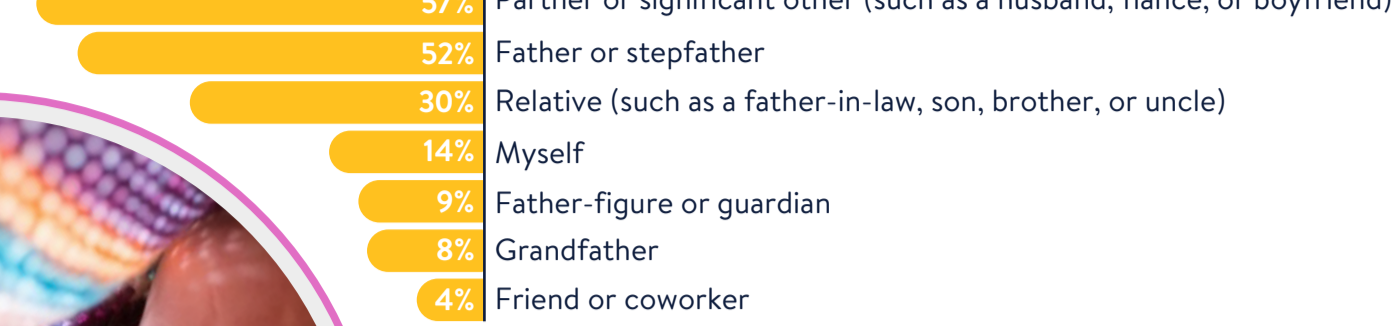 57% Partner or significant other (such as a husband, fiance, or boyfriend)
52% Father or stepfather
30% Relative (such as a father-in-law, son, brother, or uncle)
14% Myself
9% Father-figure or guardian
8% Grandfather
4% Friend or coworker